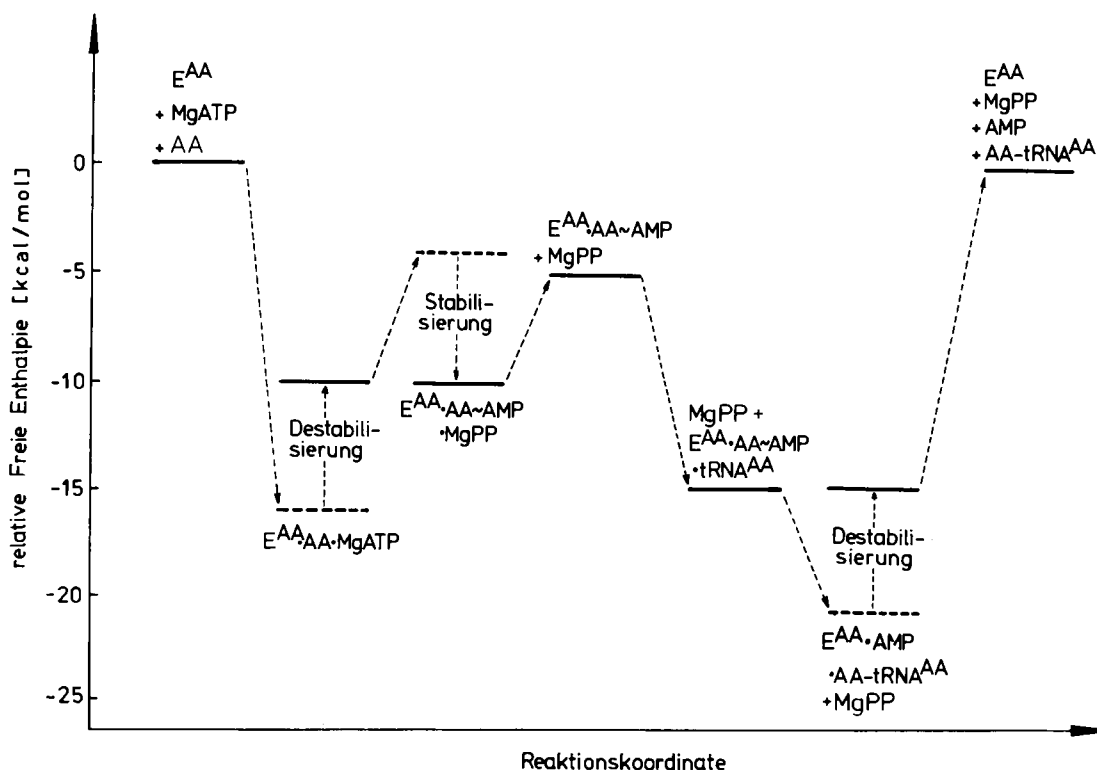 relative Freie Enthalpie [kcal/mol]
0
-5
-10
-15
-20
-25
E^AA
+ MgATP
+ AA
Destabili-
sierung
E^AA·AA·MgATP
Stabili-
sierung
E^AA·AA~AMP
·MgPP
E^AA·AA~AMP
+ MgPP
MgPP +
E^AA·AA~AMP
·tRNA^AA
Destabili-
sierung
E^AA·AMP
·AA-tRNA^AA
+MgPP
E^AA
+MgPP
+ AMP
+ AA-tRNA^AA
Reaktionskoordinate